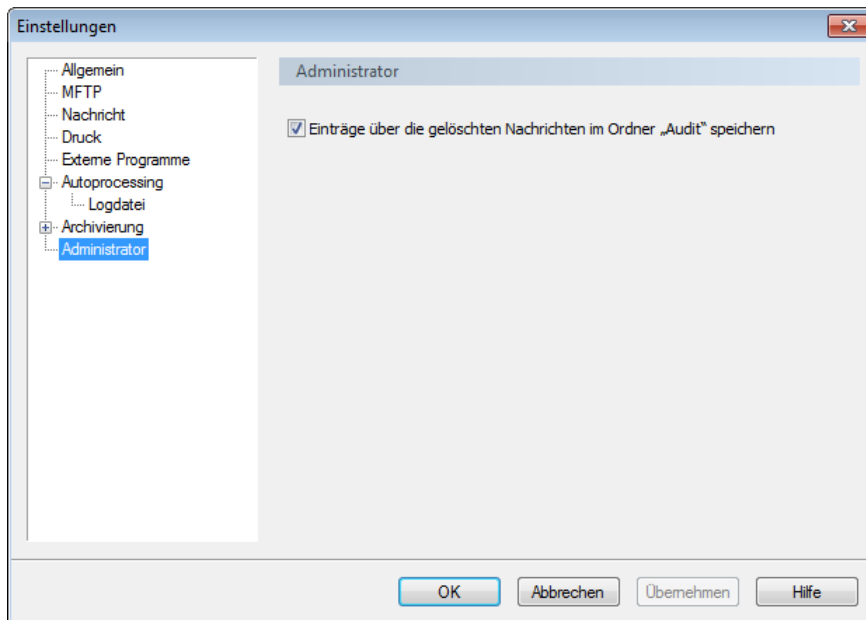 Einstellungen
Allgemein
MFTP
Nachricht
Druck
Externe Programme
Autoprocessing
Logdatei
Archivierung
Administrator
Administrator
Einträge über die gelöschten Nachrichten im Ordner „Audit“ speichern
OK
Abbrechen
Übernehmen
Hilfe